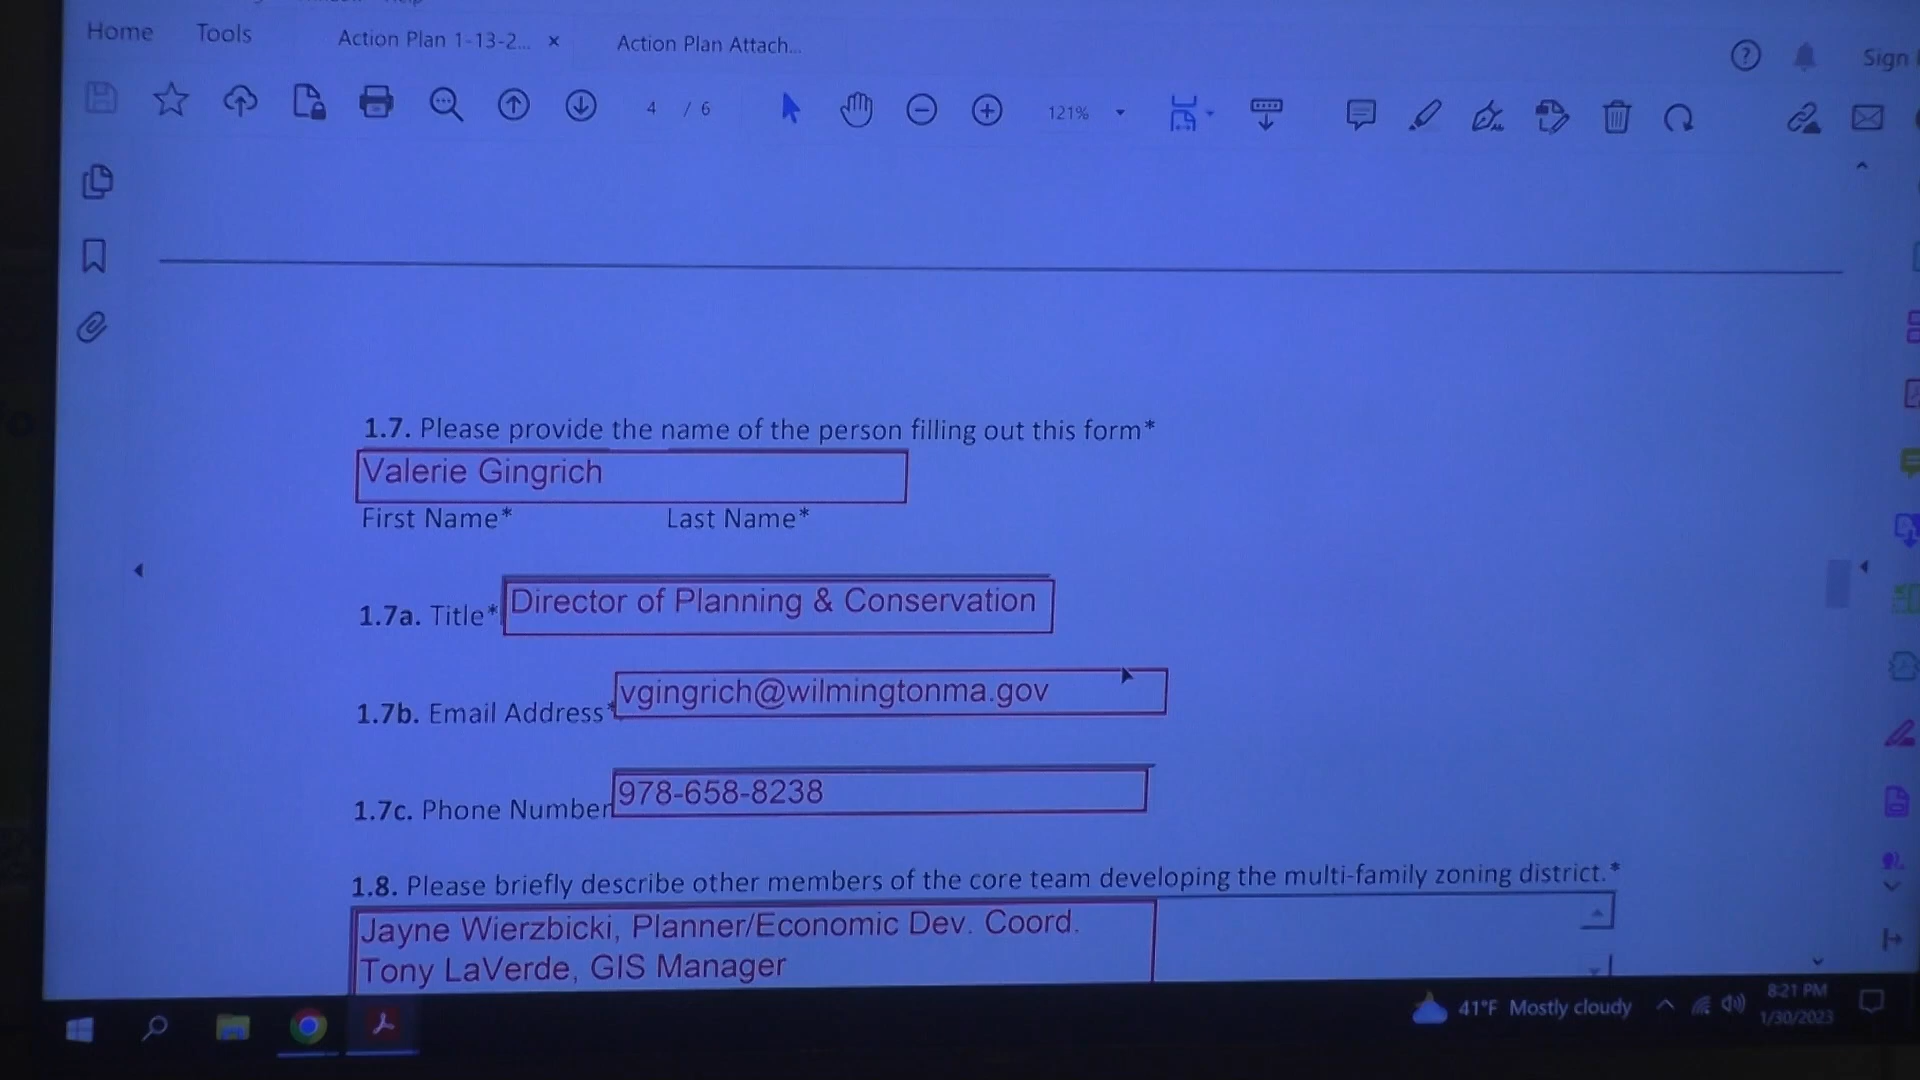 Home Tools Action Plan 1-13-2... × Action Plan Attach...
4 / 6 121%
1.7. Please provide the name of the person filling out this form*
Valerie Gingrich
First Name* Last Name*
1.7a. Title* Director of Planning & Conservation
1.7b. Email Address* vgingrich@wilmingtonma.gov
1.7c. Phone Number 978-658-8238
1.8. Please briefly describe other members of the core team developing the multi-family zoning district.*
Jayne Wierzbicki, Planner/Economic Dev. Coord.
Tony LaVerde, GIS Manager
Sign
41°F Mostly cloudy
8:21 PM
1/30/2023